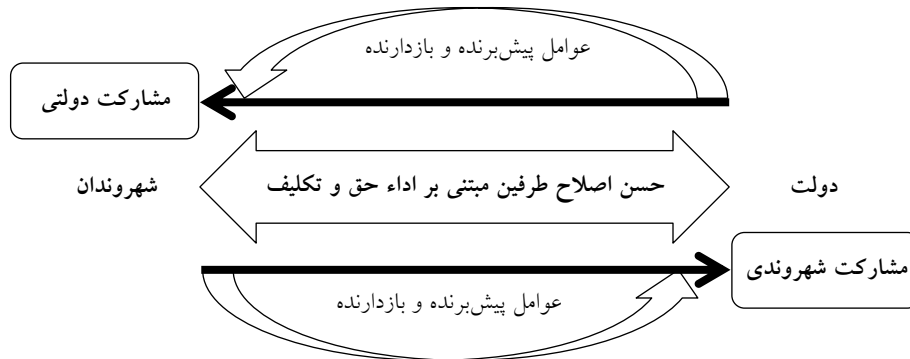 عوامل پیش‌برنده و بازدارنده
مشارکت دولتی
دولت
حسن اصلاح طرفین مبتنی بر اداء حق و تکلیف
شهروندان
مشارکت شهروندی
عوامل پیش‌برنده و بازدارنده